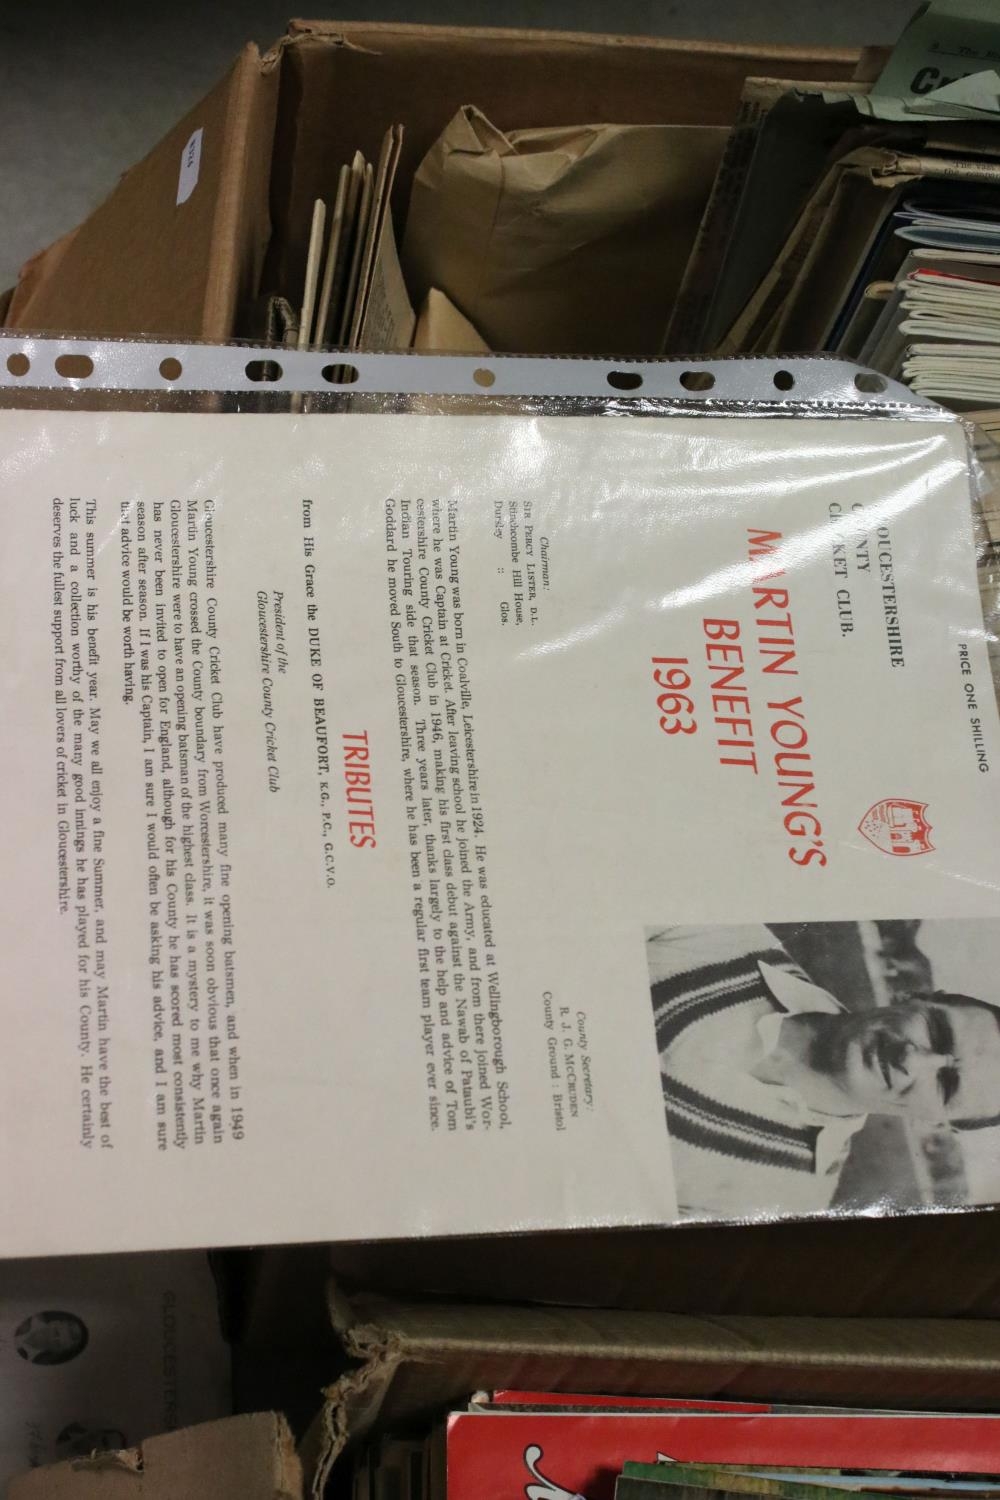 PRICE ONE SHILLING
OUCESTERSHIRE
COUNTY
CRICKET CLUB.
MARTIN YOUNG'S
BENEFIT
1963
Chairman:
SIR PERCY LISTER, D.L.
Stinchcombe Hill House,
Dursley :: Glos.
County Secretary:
R. J. G. MCCRUDEN
County Ground : Bristol
Martin Young was born in Coalville, Leicestershire in 1924. He was educated at Wellingborough School,
where he was Captain at Cricket. After leaving school he joined the Army, and from there joined Wor-
cestershire County Cricket Club in 1946, making his first class debut against the Nawab of Pataubi's
Indian Touring side that season. Three years later, thanks largely to the help and advice of Tom
Goddard he moved South to Gloucestershire, where he has been a regular first team player ever since.
TRIBUTES
from His Grace the DUKE OF BEAUFORT, K.G., P.C., G.C.V.O.
President of the
Gloucestershire County Cricket Club
Gloucestershire County Cricket Club have produced many fine opening batsmen, and when in 1949
Martin Young crossed the County boundary from Worcestershire, it was soon obvious that once again
Gloucestershire were to have an opening batsman of the highest class. It is a mystery to me why Martin
has never been invited to open for England, although for his County he has scored most consistently
season after season. If I was his Captain, I am sure I would often be asking his advice, and I am sure
that advice would be worth having.
This summer is his benefit year. May we all enjoy a fine Summer, and may Martin have the best of
luck and a collection worthy of the many good innings he has played for his County. He certainly
deserves the fullest support from all lovers of cricket in Gloucestershire.
GLOUCESTERS